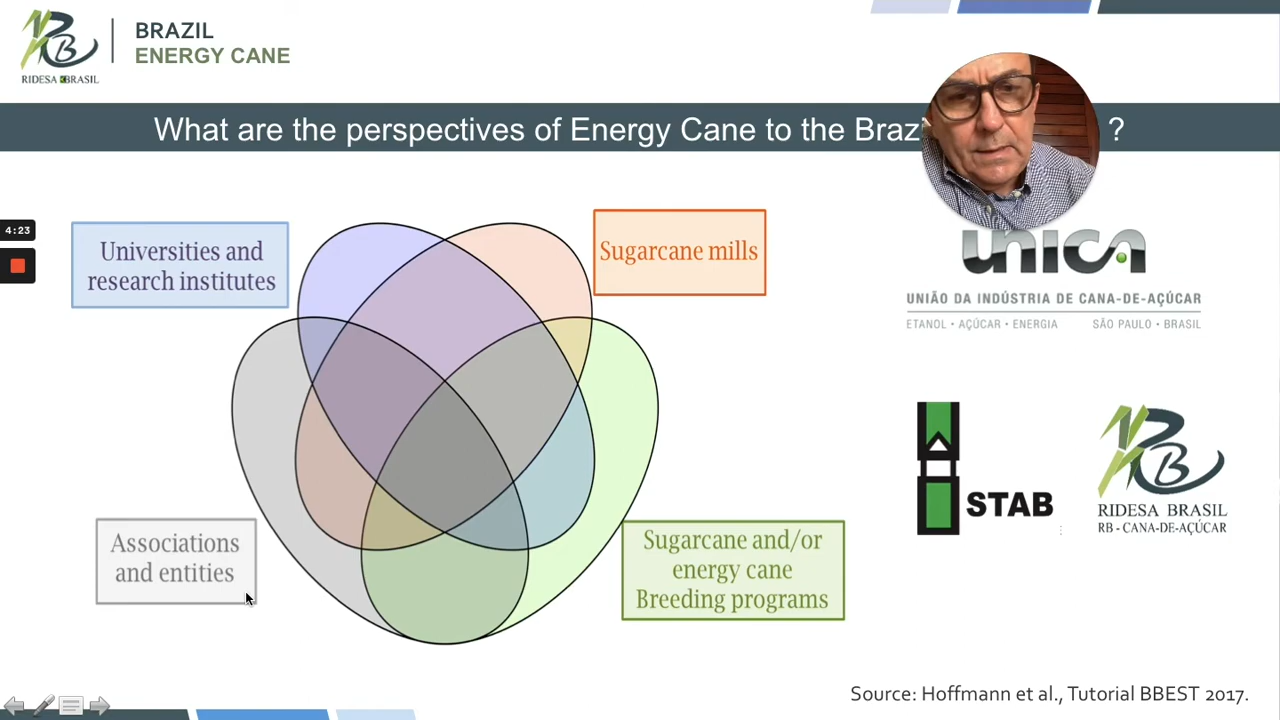 BRAZIL
ENERGY CANE
RIDESA BRASIL
What are the perspectives of Energy Cane to the ?
4:23
Universities and
research institutes
Sugarcane mills
unica
UNIÃO DA INDÚSTRIA DE CANA-DE-AÇÚCAR
ETANOL • AÇÚCAR • ENERGIA SÃO PAULO • BRASIL
STAB
RIDESA BRASIL
RB - CANA-DE-AÇÚCAR
Associations
and entities
Sugarcane and/or
energy cane
Breeding programs
Source: Hoffmann et al., Tutorial BBEST 2017.